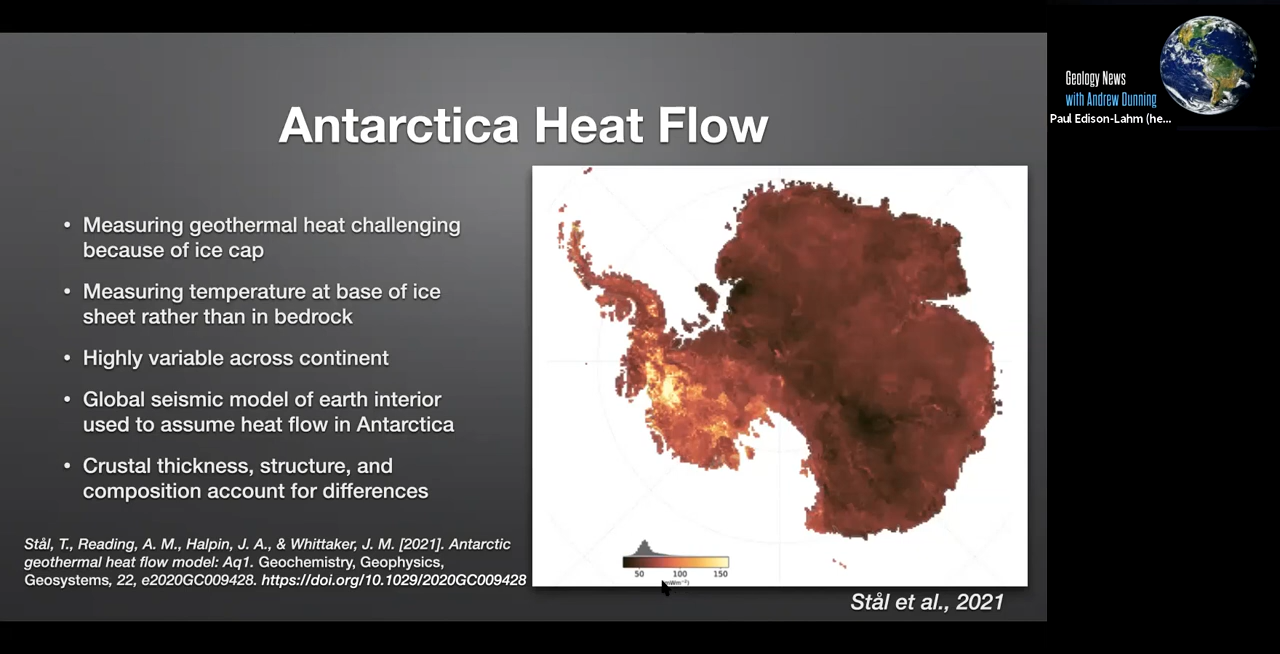 Antarctica Heat Flow
• Measuring geothermal heat challenging
because of ice cap
• Measuring temperature at base of ice
sheet rather than in bedrock
• Highly variable across continent
• Global seismic model of earth interior
used to assume heat flow in Antarctica
• Crustal thickness, structure, and
composition account for differences
Stål, T., Reading, A. M., Halpin, J. A., & Whittaker, J. M. [2021]. Antarctic
geothermal heat flow model: Aq1. Geochemistry, Geophysics,
Geosystems, 22, e2020GC009428. https://doi.org/10.1029/2020GC009428
50 100 150
Stål et al., 2021
Geology News
with Andrew Dunning
Paul Edison-Lahm (he...